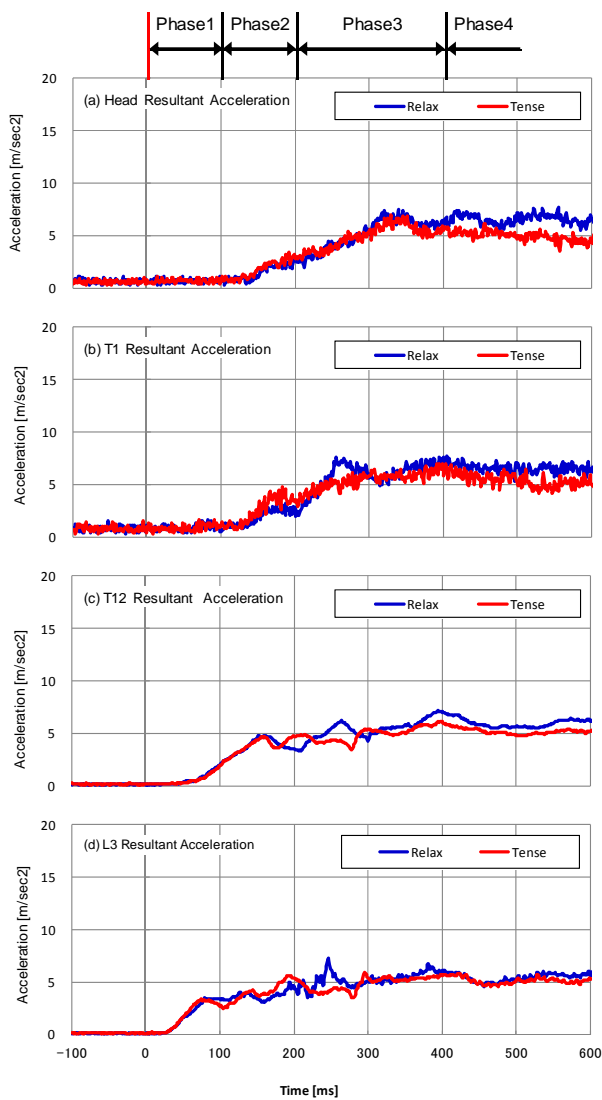 Phase1 Phase2 Phase3 Phase4
20
(a) Head Resultant Acceleration
Relax Tense
15
10
5
0
Acceleration [m/sec2]
20
(b) T1 Resultant Acceleration
Relax Tense
15
10
5
0
Acceleration [m/sec2]
20
(c) T12 Resultant Acceleration
Relax Tense
15
10
5
0
Acceleration [m/sec2]
20
(d) L3 Resultant Acceleration
Relax Tense
15
10
5
0
Acceleration [m/sec2]
-100 0 100 200 300 400 500 600
Time [ms]